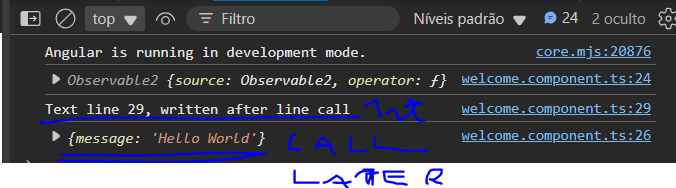 top Filtro Níveis padrão 24 2 oculto
Angular is running in development mode. core.mjs:20876
Observable2 {source: Observable2, operator: ƒ} welcome.component.ts:24
Text line 29, written after line call 1st welcome.component.ts:29
{message: 'Hello World'} CALL welcome.component.ts:26
LATER